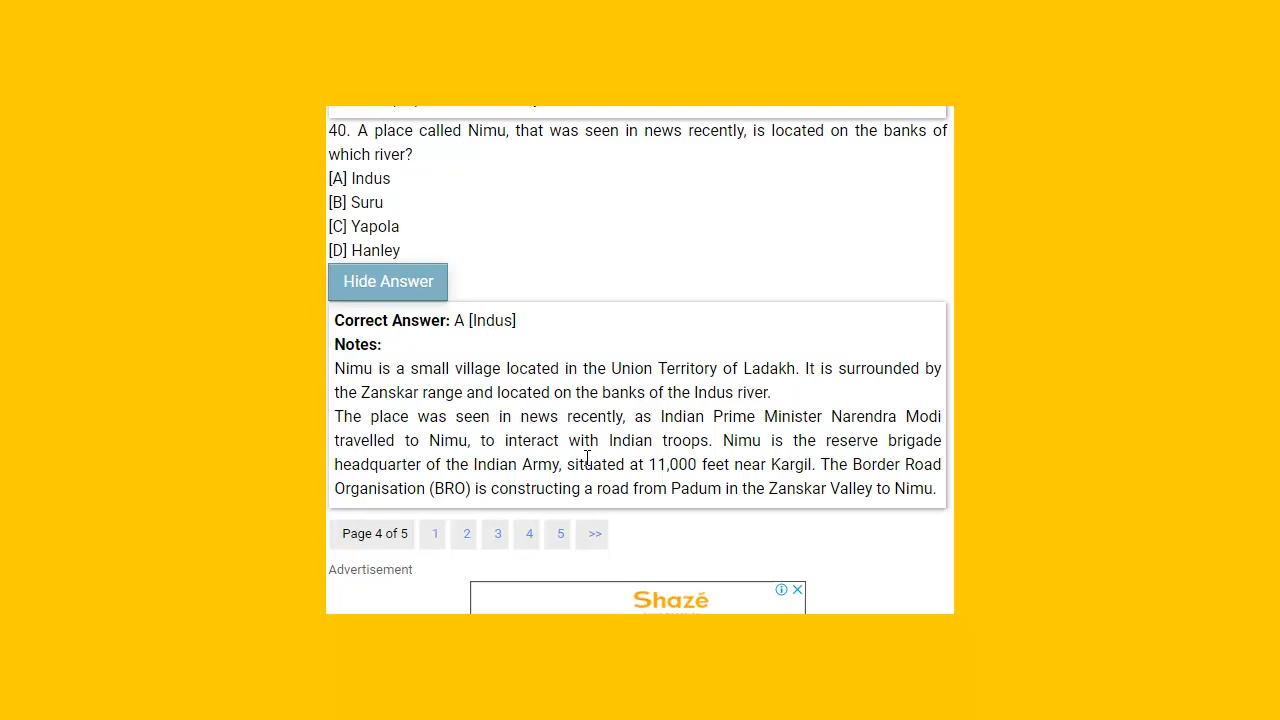 40. A place called Nimu, that was seen in news recently, is located on the banks of
which river?
[A] Indus
[B] Suru
[C] Yapola
[D] Hanley
Hide Answer
Correct Answer: A [Indus]
Notes:
Nimu is a small village located in the Union Territory of Ladakh. It is surrounded by
the Zanskar range and located on the banks of the Indus river.
The place was seen in news recently, as Indian Prime Minister Narendra Modi
travelled to Nimu, to interact with Indian troops. Nimu is the reserve brigade
headquarter of the Indian Army, situated at 11,000 feet near Kargil. The Border Road
Organisation (BRO) is constructing a road from Padum in the Zanskar Valley to Nimu.
Page 4 of 5 1 2 3 4 5 >>
Advertisement
Shazé